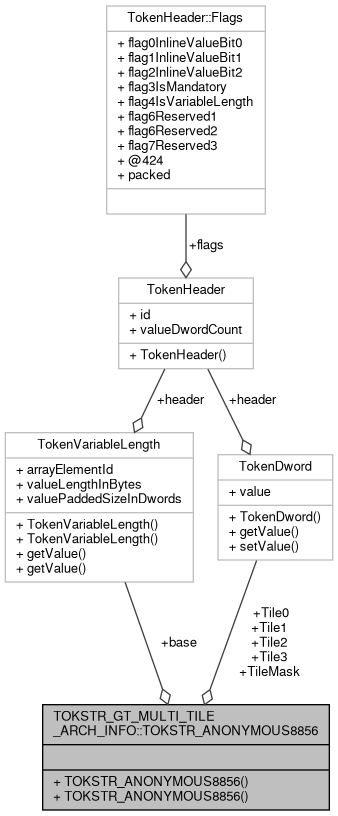 TokenHeader::Flags
+ flag0InlineValueBit0
+ flag1InlineValueBit1
+ flag2InlineValueBit2
+ flag3IsMandatory
+ flag4IsVariableLength
+ flag6Reserved1
+ flag6Reserved2
+ flag7Reserved3
+ @424
+ packed
+flags
TokenHeader
+ id
+ valueDwordCount
+ TokenHeader()
+header
+header
TokenVariableLength
+ arrayElementId
+ valueLengthInBytes
+ valuePaddedSizeInDwords
+ TokenVariableLength()
+ TokenVariableLength()
+ getValue()
+ getValue()
TokenDword
+ value
+ TokenDword()
+ getValue()
+ setValue()
+base
+Tile0
+Tile1
+Tile2
+Tile3
+TileMask
TOKSTR_GT_MULTI_TILE
_ARCH_INFO::TOKSTR_ANONYMOUS8856
+ TOKSTR_ANONYMOUS8856()
+ TOKSTR_ANONYMOUS8856()